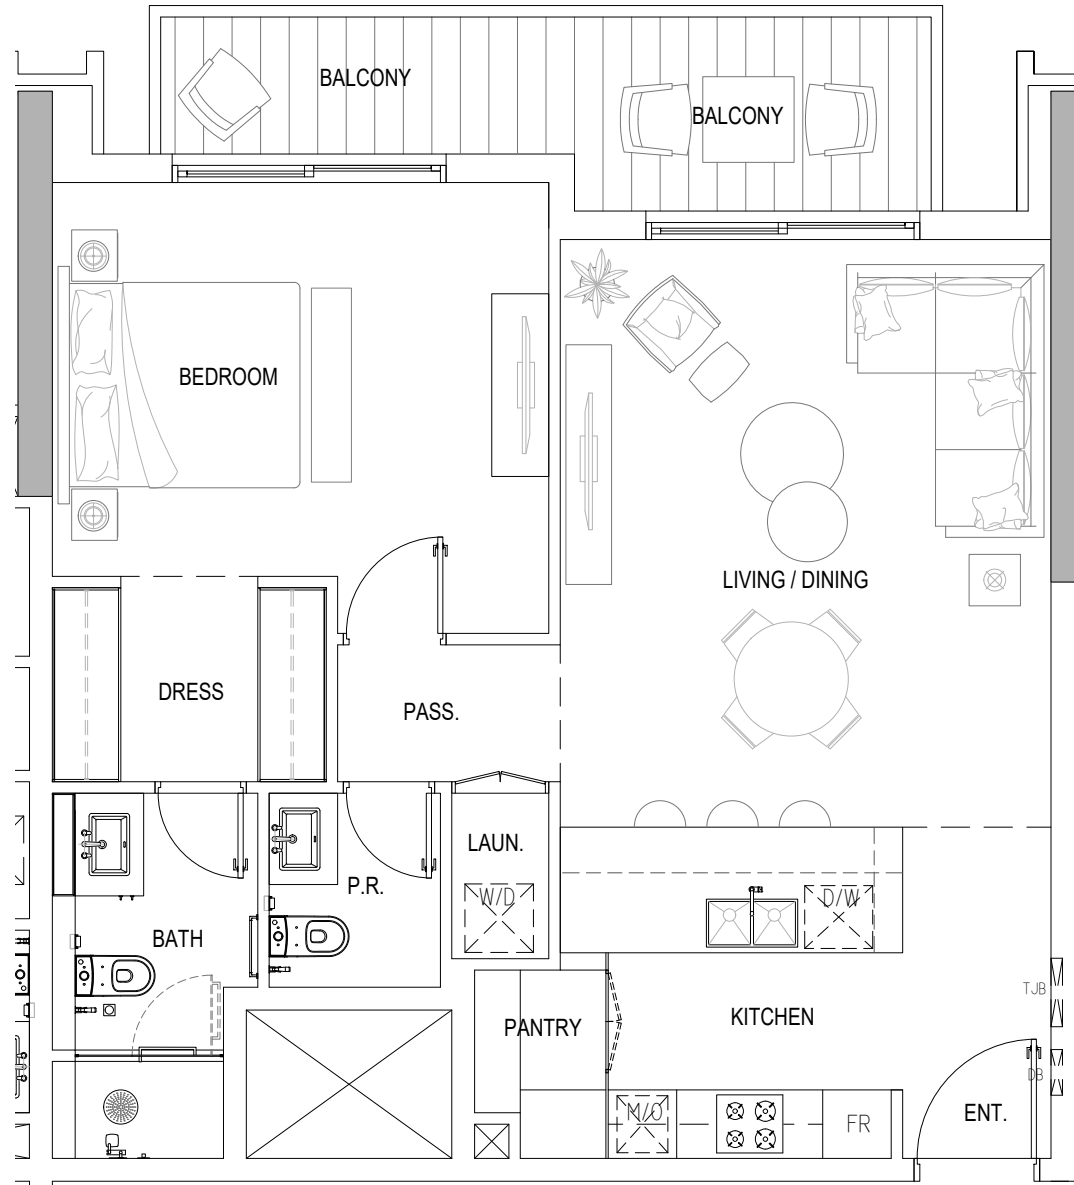 BALCONY
BALCONY
BEDROOM
LIVING / DINING
DRESS
PASS.
LAUN.
P.R.
W/D
D/W
BATH
TJB
KITCHEN
PANTRY
DB
M/O
ENT.
FR